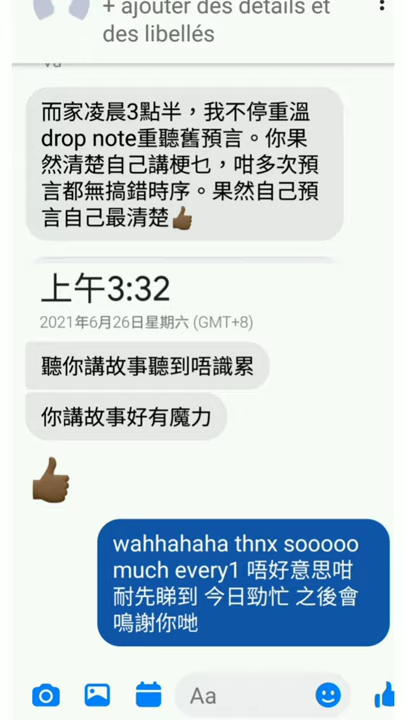 + ajouter des détails et
des libellés
vu
而家凌晨3點半，我不停重溫
drop note重聽舊預言。你果
然清楚自己講梗乜，咁多次預
言都無搞錯時序。果然自己預
言自己最清楚👍🏾
上午3:32
2021年6月26日星期六 (GMT+8)
聽你講故事聽到唔識累
你講故事好有魔力
wahhahaha thnx sooooo
much every1 唔好意思咁
耐先睇到 今日勁忙 之後會
鳴謝你哋
Aa